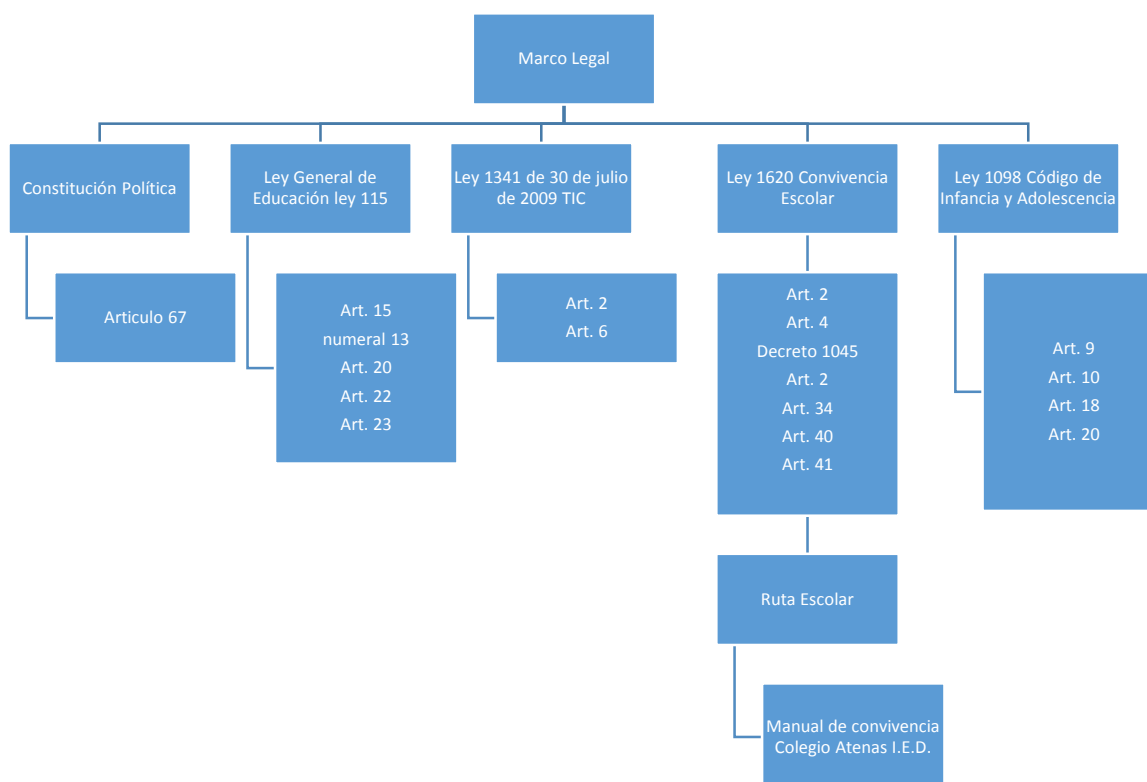 Marco Legal
Constitución Política
Ley General de
Educación ley 115
Ley 1341 de 30 de julio
de 2009 TIC
Ley 1620 Convivencia
Escolar
Ley 1098 Código de
Infancia y Adolescencia
Articulo 67
Art. 15
numeral 13
Art. 20
Art. 22
Art. 23
Art. 2
Art. 6
Art. 2
Art. 4
Decreto 1045
Art. 2
Art. 34
Art. 40
Art. 41
Art. 9
Art. 10
Art. 18
Art. 20
Ruta Escolar
Manual de convivencia
Colegio Atenas I.E.D.